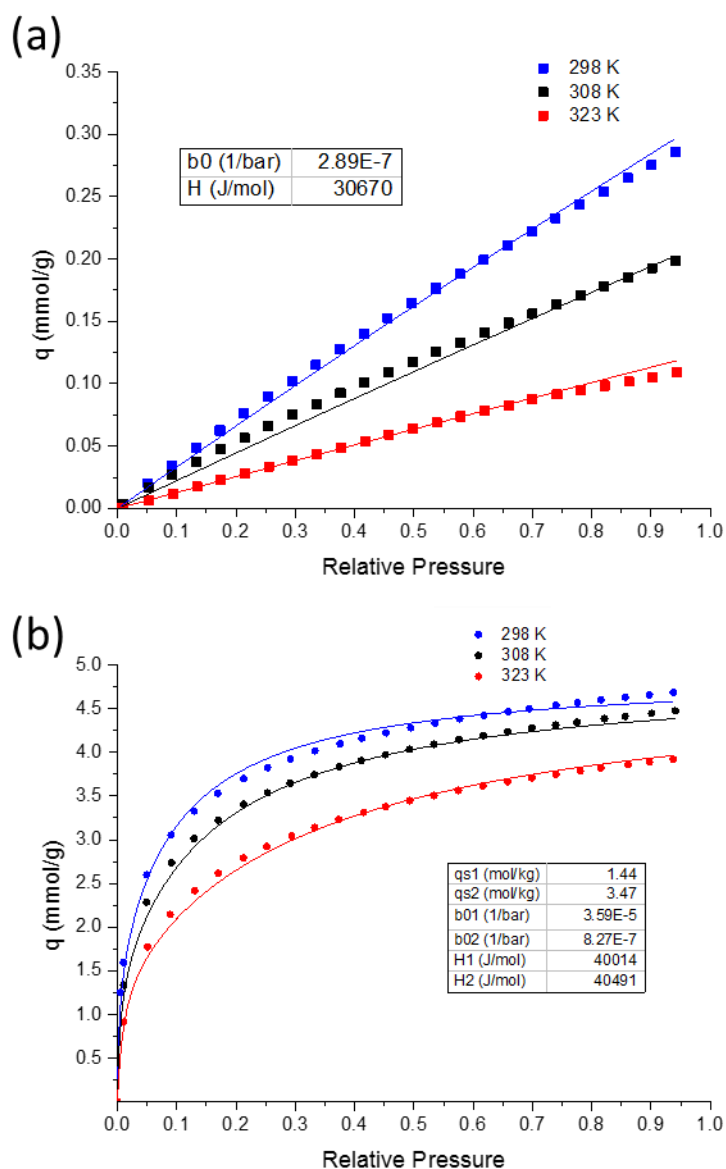 (a)
298 K
308 K
323 K
b0 (1/bar) 2.89E-7
H (J/mol) 30670
0.35
0.30
0.25
0.20
0.15
0.10
0.05
0.00
q (mmol/g)
0.0 0.1 0.2 0.3 0.4 0.5 0.6 0.7 0.8 0.9 1.0
Relative Pressure
(b)
298 K
308 K
323 K
5.0
4.5
4.0
3.5
3.0
2.5
2.0
1.5
1.0
0.5
q (mmol/g)
qs1 (mol/kg) 1.44
qs2 (mol/kg) 3.47
b01 (1/bar) 3.59E-5
b02 (1/bar) 8.27E-7
H1 (J/mol) 40014
H2 (J/mol) 40491
0.0 0.1 0.2 0.3 0.4 0.5 0.6 0.7 0.8 0.9 1.0
Relative Pressure